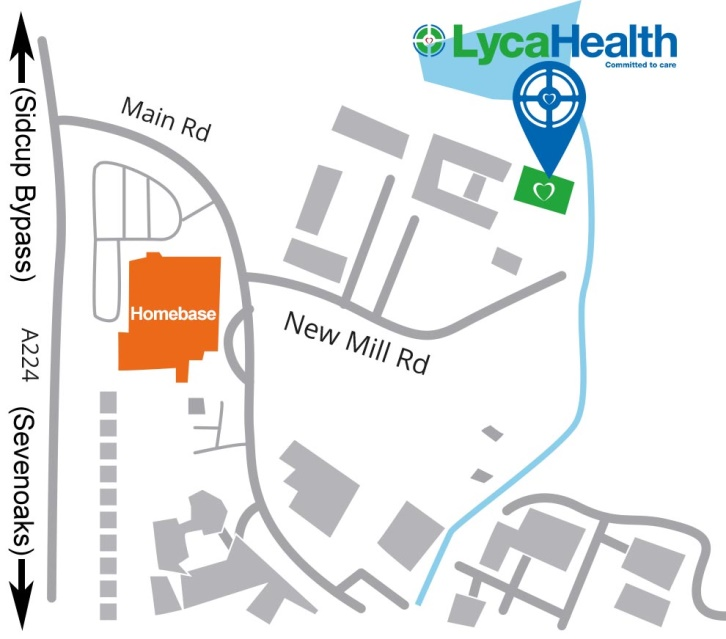 LycaHealth
Committed to care
Main Rd
(Sidcup Bypass)
Homebase
New Mill Rd
A224
(Sevenoaks)